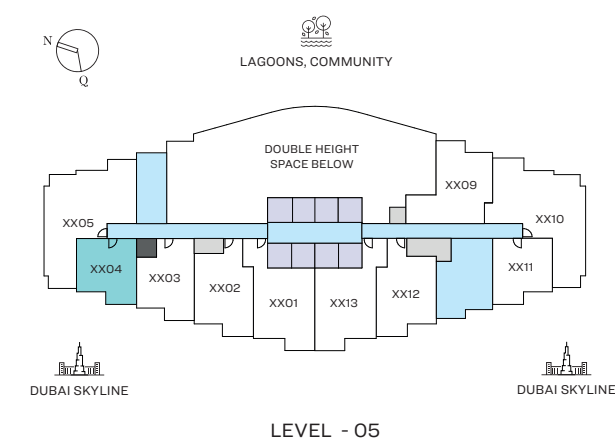 N
Q
LAGOONS, COMMUNITY
DOUBLE HEIGHT
SPACE BELOW
XX09
XX05
XX10
XX04
XX03
XX02
XX01
XX13
XX12
XX11
DUBAI SKYLINE
DUBAI SKYLINE
LEVEL - 05